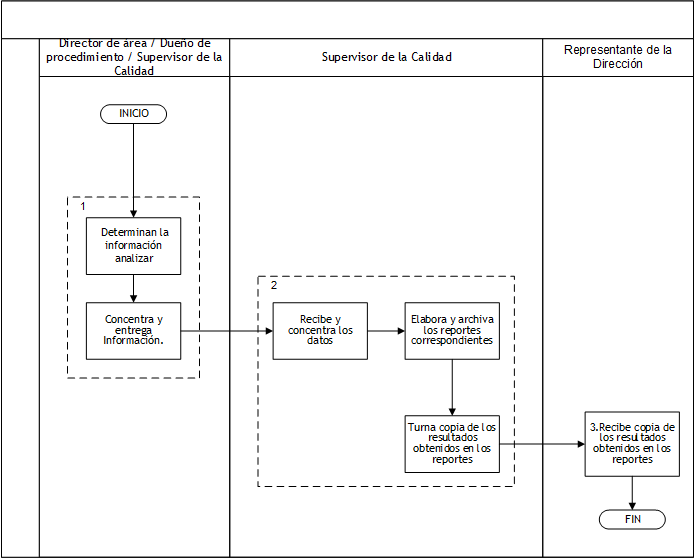 Director de área / Dueño de
procedimiento / Supervisor de la
Calidad
Supervisor de la Calidad
Representante de la
Dirección
INICIO
1
Determinan la
información
analizar
Concentra y
entrega
Información.
2
Recibe y
concentra los
datos
Elabora y archiva
los reportes
correspondientes
Turna copia de los
resultados
obtenidos en los
reportes
3.Recibe copia de
los resultados
obtenidos en los
reportes
FIN